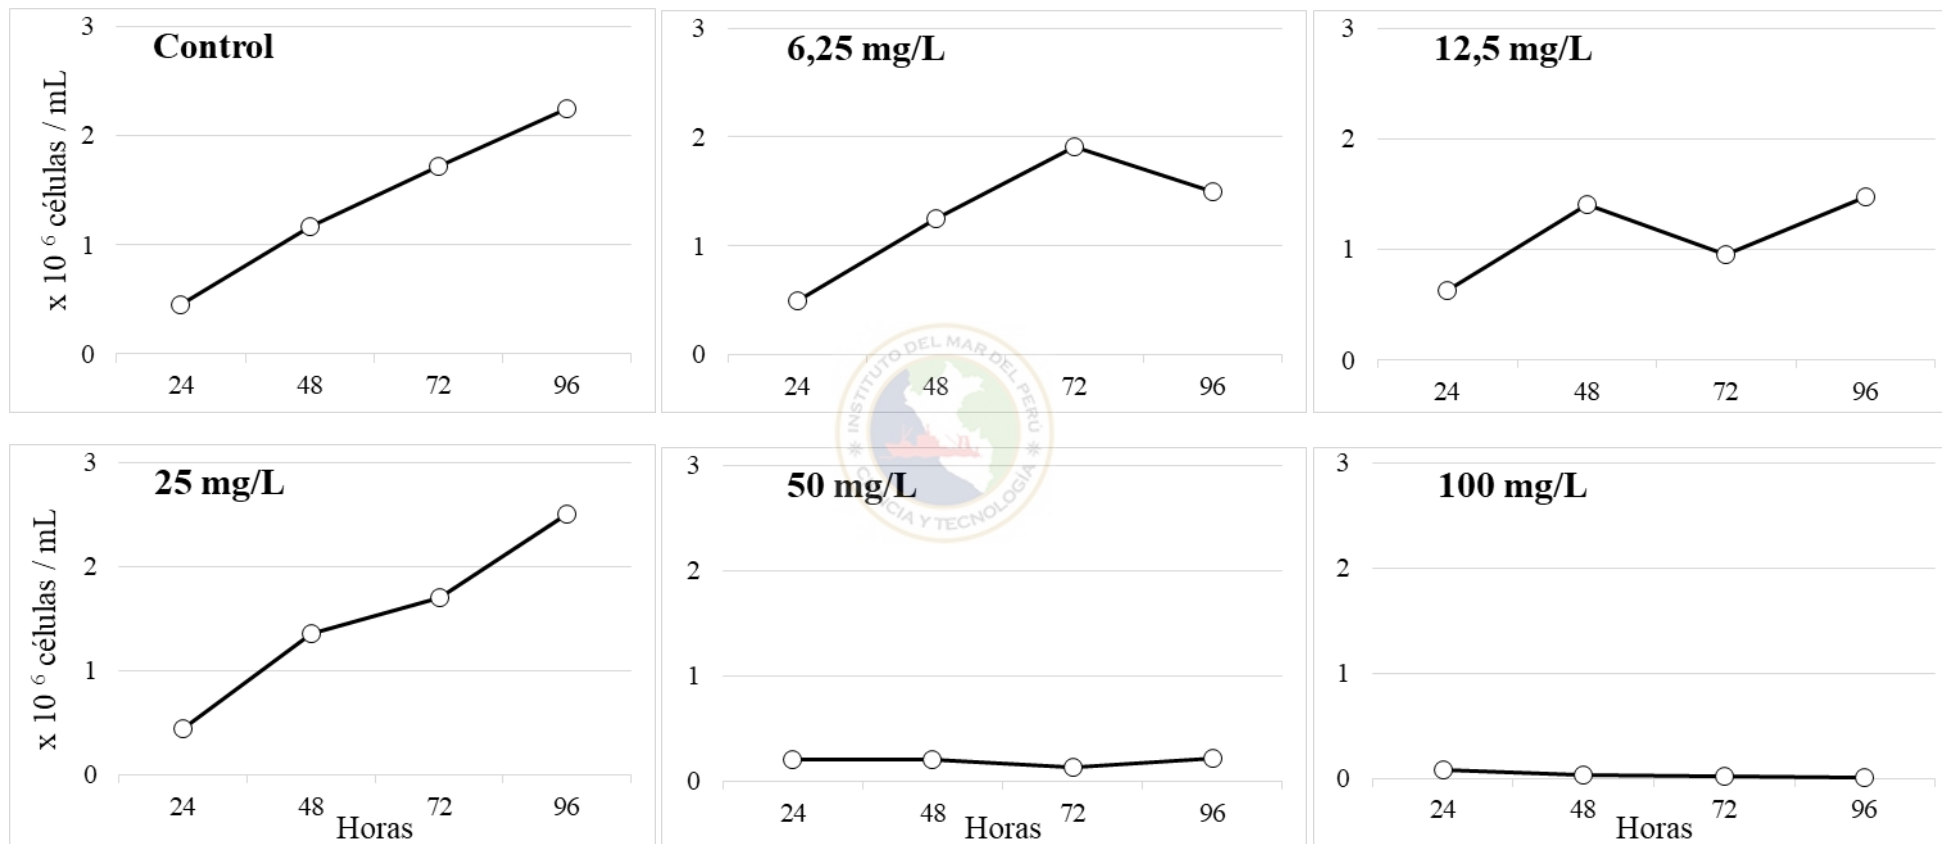 Control
x 10 6 células / mL
3
2
1
0
24 48 72 96
6,25 mg/L
3
2
1
0
24 48 72 96
12,5 mg/L
3
2
1
0
24 48 72 96
INSTITUTO DEL MAR DEL PERÚ
CIENCIA Y TECNOLOGÍA
25 mg/L
x 10 6 células / mL
3
2
1
0
24 48 72 96
Horas
50 mg/L
3
2
1
0
24 48 72 96
Horas
100 mg/L
3
2
1
0
24 48 72 96
Horas